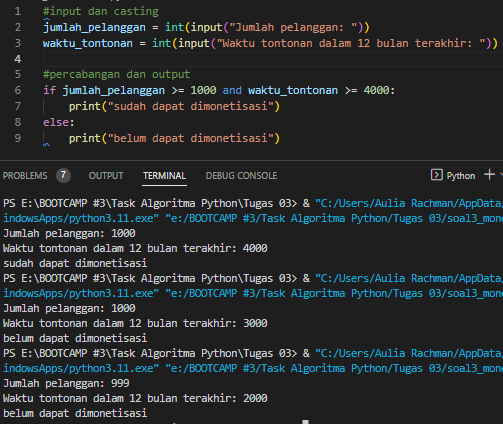 1 #input dan casting
2 jumlah_pelanggan = int(input("Jumlah pelanggan: "))
3 waktu_tontonan = int(input("Waktu tontonan dalam 12 bulan terakhir: "))
4
5 #percabangan dan output
6 if jumlah_pelanggan >= 1000 and waktu_tontonan >= 4000:
7 print("sudah dapat dimonetisasi")
8 else:
9 print("belum dapat dimonetisasi")
PROBLEMS 7 OUTPUT TERMINAL DEBUG CONSOLE Python
PS E:\BOOTCAMP #3\Task Algoritma Python\Tugas 03> & "C:/Users/Aulia Rachman/AppData/
indowsApps/python3.11.exe" "e:/BOOTCAMP #3/Task Algoritma Python/Tugas 03/soal3_mone
Jumlah pelanggan: 1000
Waktu tontonan dalam 12 bulan terakhir: 4000
sudah dapat dimonetisasi
PS E:\BOOTCAMP #3\Task Algoritma Python\Tugas 03> & "C:/Users/Aulia Rachman/AppData/
indowsApps/python3.11.exe" "e:/BOOTCAMP #3/Task Algoritma Python/Tugas 03/soal3_mone
Jumlah pelanggan: 1000
Waktu tontonan dalam 12 bulan terakhir: 3000
belum dapat dimonetisasi
PS E:\BOOTCAMP #3\Task Algoritma Python\Tugas 03> & "C:/Users/Aulia Rachman/AppData/
indowsApps/python3.11.exe" "e:/BOOTCAMP #3/Task Algoritma Python/Tugas 03/soal3_mone
Jumlah pelanggan: 999
Waktu tontonan dalam 12 bulan terakhir: 2000
belum dapat dimonetisasi